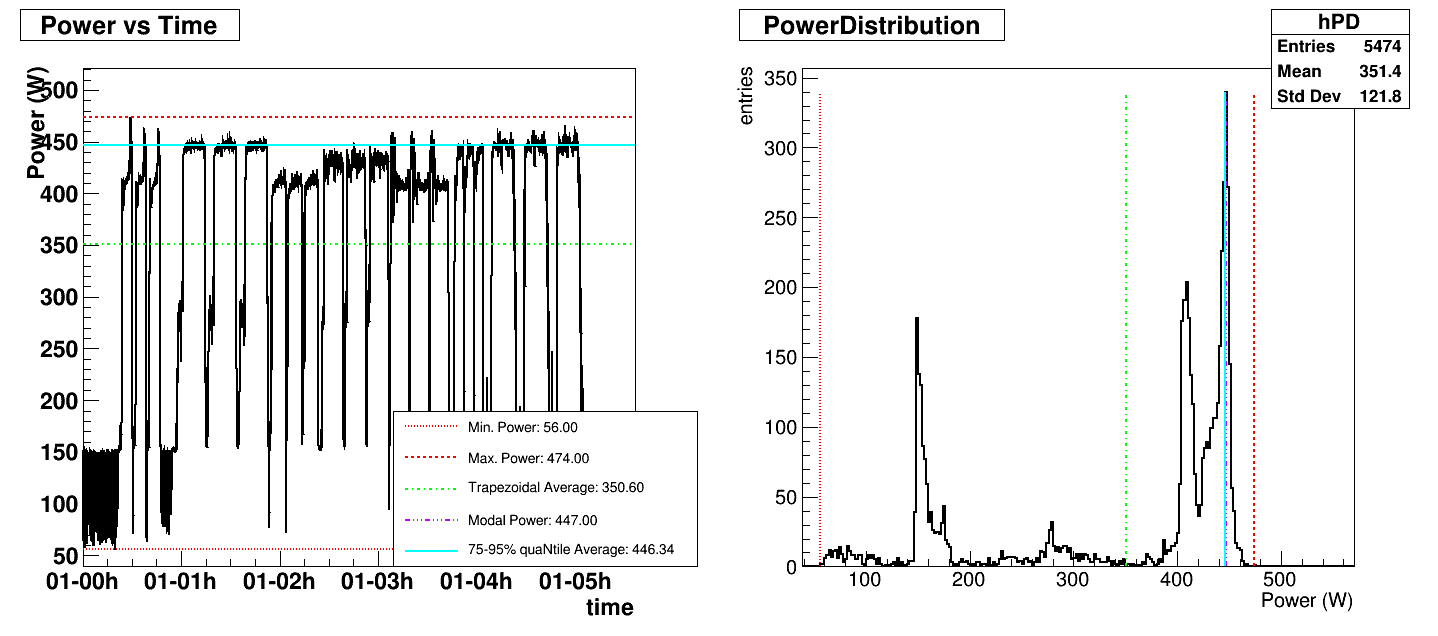 Power vs Time
Power (W)
500
450
400
350
300
250
200
150
100
50
01-00h 01-01h 01-02h 01-03h 01-04h 01-05h
time
Min. Power: 56.00
Max. Power: 474.00
Trapezoidal Average: 350.60
Modal Power: 447.00
75-95% quaNtile Average: 446.34
PowerDistribution
hPD
Entries 5474
Mean 351.4
Std Dev 121.8
entries
350
300
250
200
150
100
50
0
100 200 300 400 500
Power (W)